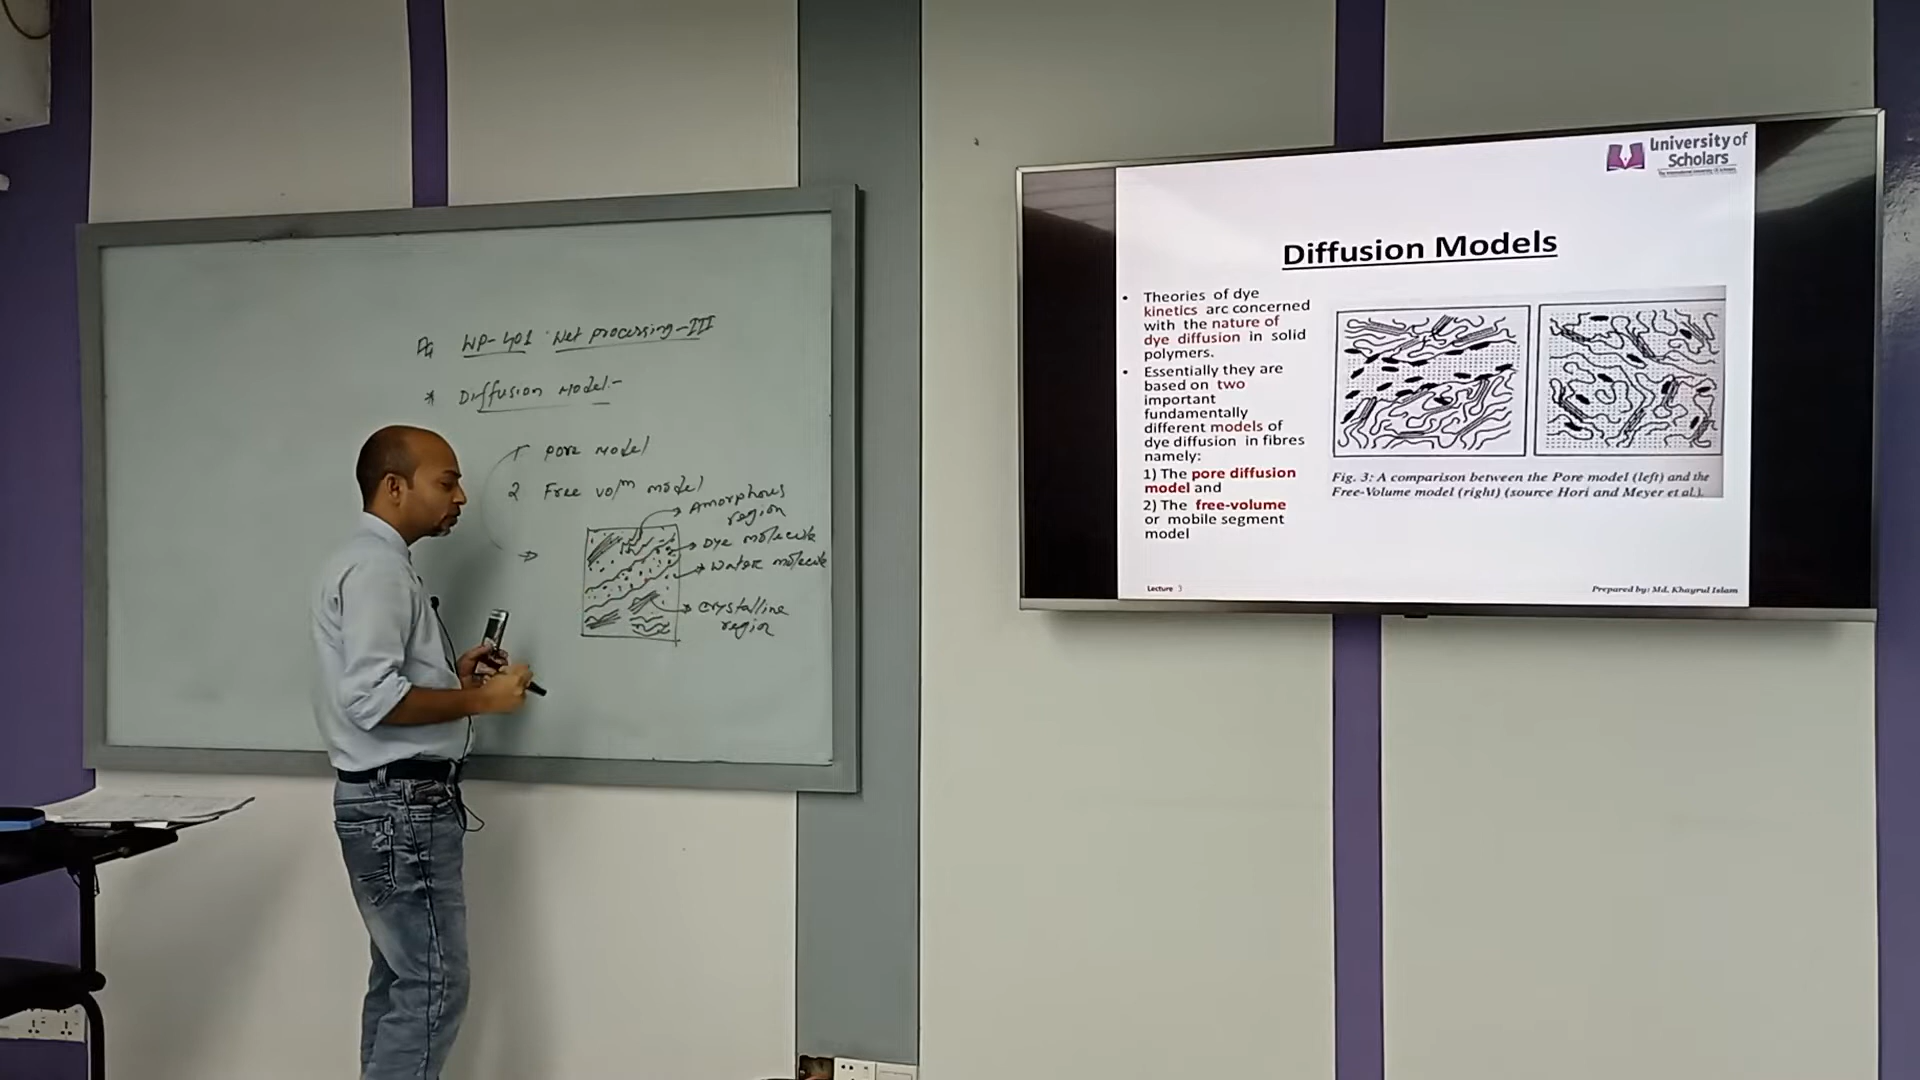 WP-401 Wet processing-III
* Diffusion Model:-
1 pore model
2 Free volm model
Amorphous
region
Dye molecule
Water molecule
crystalline
region
University of
Scholars
Diffusion Models
• Theories of dye
kinetics are concerned
with the nature of
dye diffusion in solid
polymers.
• Essentially they are
based on two
important
fundamentally
different models of
dye diffusion in fibres
namely:
1) The pore diffusion
model and
2) The free-volume
or mobile segment
model
Fig. 3: A comparison between the Pore model (left) and the
Free-Volume model (right) (source Hori and Meyer et al.).
Lecture 3
Prepared by: Md. Khayrul Islam